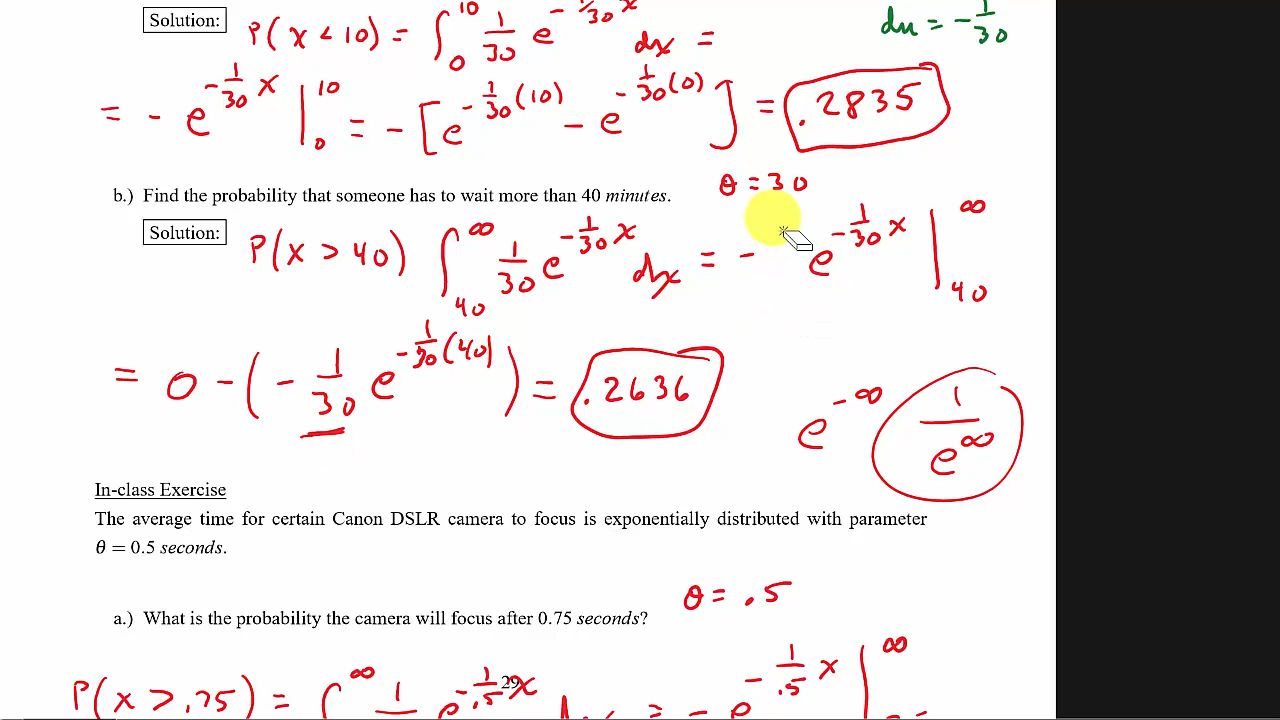 Solution: P(x < 10) = ∫₀¹⁰ 1/30 e^(-1/30 x) dx =
du = -1/30
= - e^(-1/30 x) |₀¹⁰ = - [e^(-1/30 (10)) - e^(-1/30 (0))] = .2835
b.) Find the probability that someone has to wait more than 40 minutes.
θ = 30
Solution: P(x > 40) ∫₄₀^∞ 1/30 e^(-1/30 x) dx = - e^(-1/30 x) |₄₀^∞
= 0 - (- 1/30 e^(-1/30 (40))) = .2636
e^(-∞) 1/e^∞
In-class Exercise
The average time for certain Canon DSLR camera to focus is exponentially distributed with parameter
θ = 0.5 seconds.
θ = .5
a.) What is the probability the camera will focus after 0.75 seconds?
29
P(x > .75) = ∫^∞ 1 e^(-1/.5 x) dx = - e^(-1/.5 x) |^∞